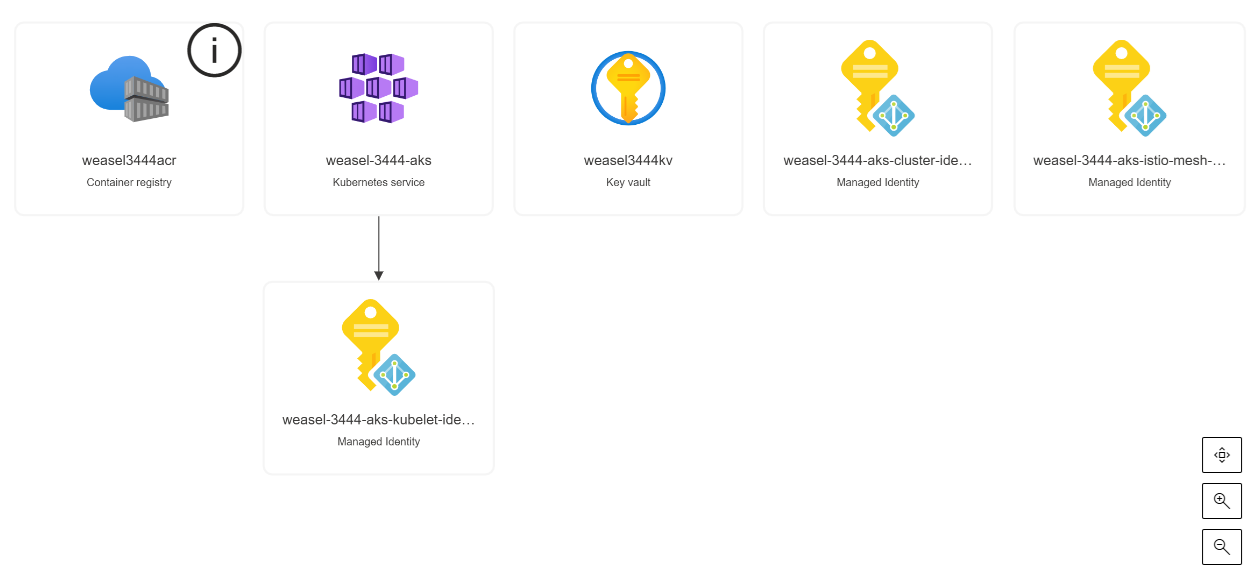 weasel3444acr
Container registry
weasel-3444-aks
Kubernetes service
weasel3444kv
Key vault
weasel-3444-aks-cluster-ide…
Managed Identity
weasel-3444-aks-istio-mesh-…
Managed Identity
weasel-3444-aks-kubelet-ide…
Managed Identity